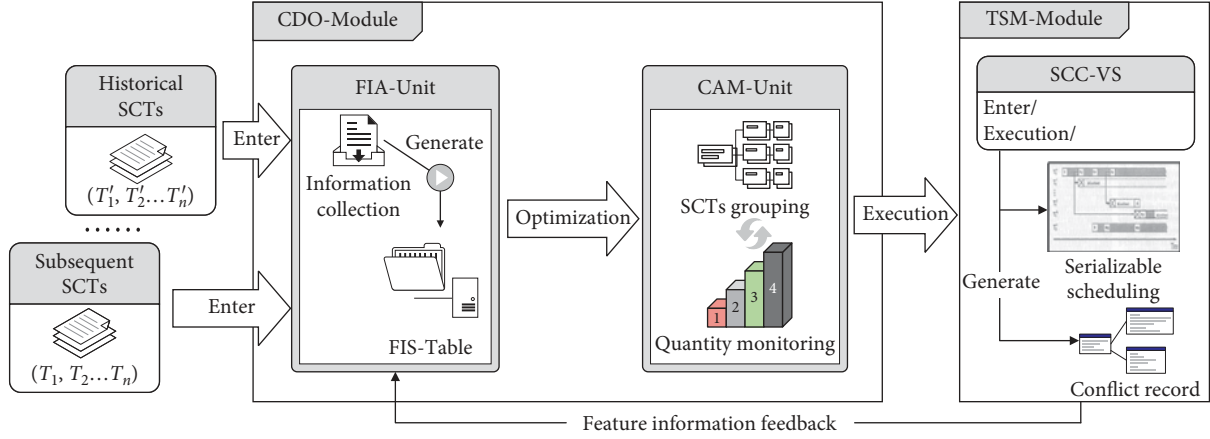 CDO-Module
TSM-Module
Historical
SCTs
(T′1, T′2…T′n)
......
Subsequent
SCTs
(T1, T2…Tn)
Enter
Enter
FIA-Unit
Generate
Information
collection
FIS-Table
Optimization
CAM-Unit
SCTs grouping
1
2
3
4
Quantity monitoring
Execution
SCC-VS
Enter/
Execution/
Generate
Serializable
scheduling
Conflict record
Feature information feedback